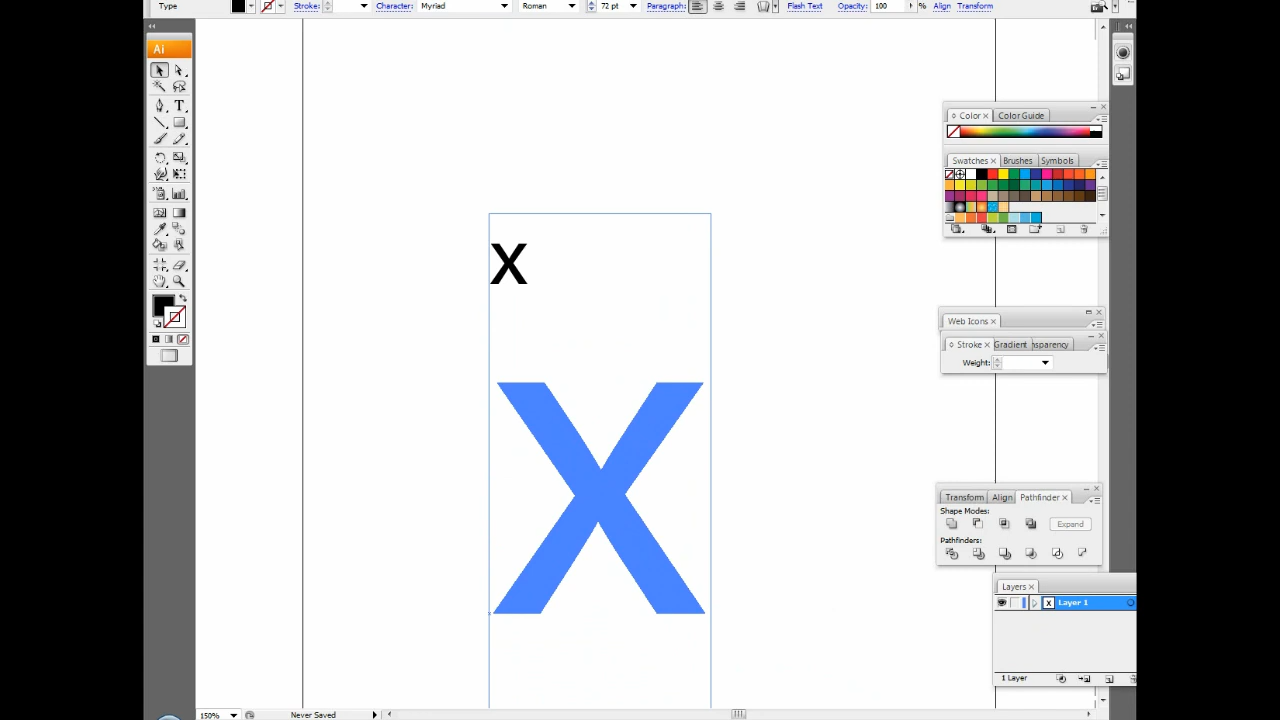 Type Stroke: Character: Myriad Roman 72 pt Paragraph: Flash Text Opacity: 100 % Align Transform
Ai
T
Color Color Guide
Swatches Brushes Symbols
x
Web Icons
Stroke Gradient nsparency
Weight:
X
Transform Align Pathfinder
Shape Modes:
Expand
Pathfinders:
Layers
X Layer 1
1 Layer
150% Never Saved